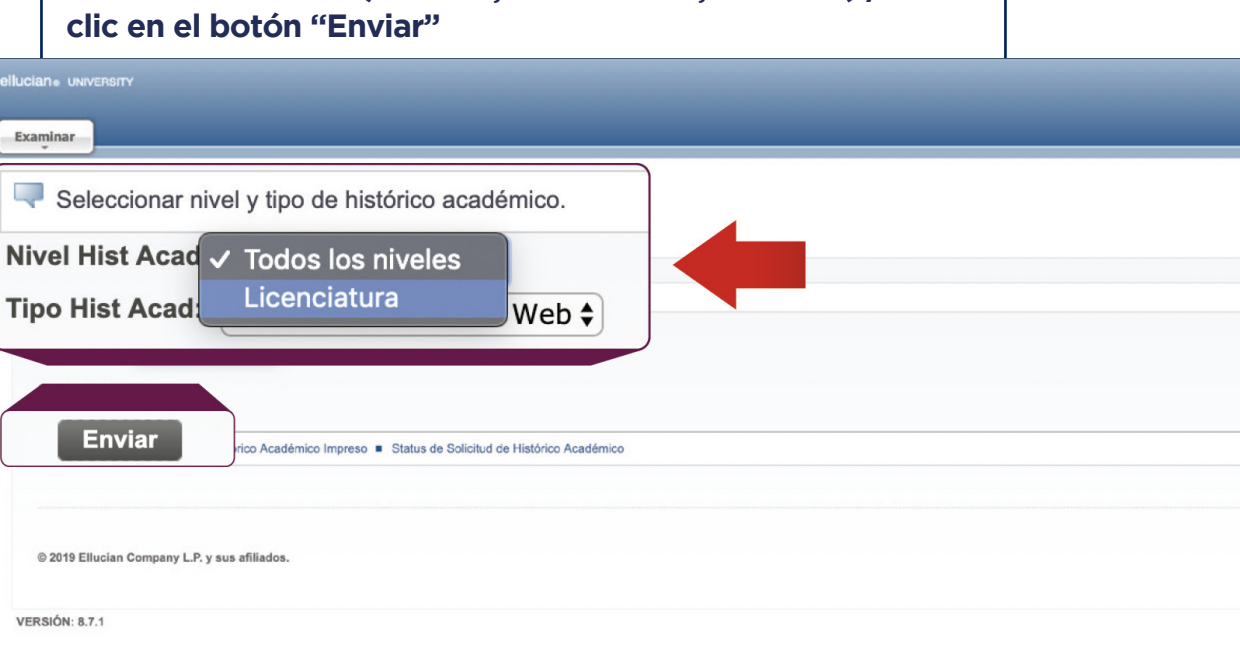 clic en el botón “Enviar”
ellucian® UNIVERSITY
Examinar
Seleccionar nivel y tipo de histórico académico.
Nivel Hist Acad
✓ Todos los niveles
Licenciatura
Tipo Hist Acad:
Web
Enviar
Académico Impreso ■ Status de Solicitud de Histórico Académico
© 2019 Ellucian Company L.P. y sus afiliados.
VERSIÓN: 8.7.1